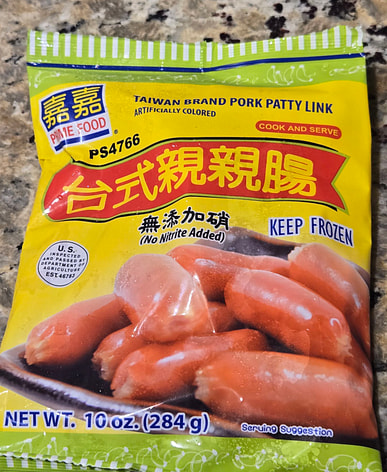 嘉嘉
PRIME FOOD
®
TAIWAN BRAND PORK PATTY LINK
ARTIFICIALLY COLORED
COOK AND SERVE
PS4766
台式親親腸
無添加硝
(No Nitrite Added)
KEEP FROZEN
U.S.
INSPECTED
AND PASSED BY
DEPARTMENT OF
AGRICULTURE
EST.46783
NET WT. 10 oz. (284 g)
Serving Suggestion